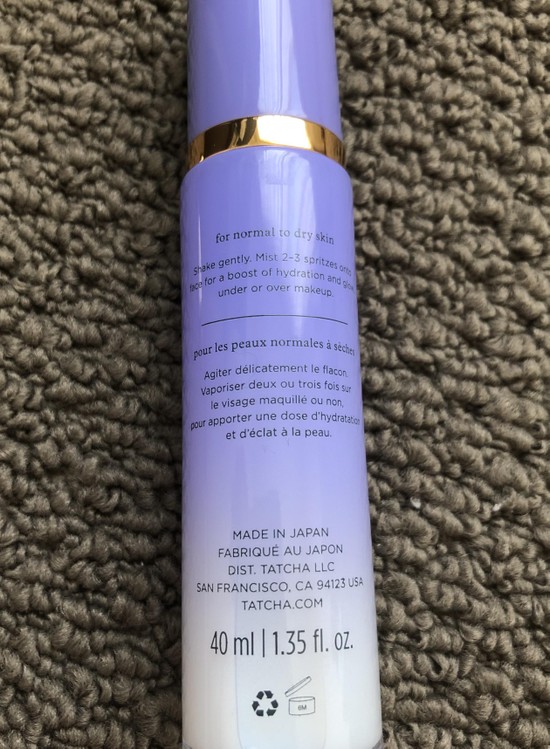 for normal to dry skin
Shake gently. Mist 2-3 spritzes onto
face for a boost of hydration and glow
under or over makeup.
pour les peaux normales à sèches
Agiter délicatement le flacon.
Vaporiser deux ou trois fois sur
le visage maquillé ou non,
pour apporter une dose d'hydratation
et d'éclat à la peau.
MADE IN JAPAN
FABRIQUÉ AU JAPON
DIST. TATCHA LLC
SAN FRANCISCO, CA 94123 USA
TATCHA.COM
40 ml | 1.35 fl. oz.
6M